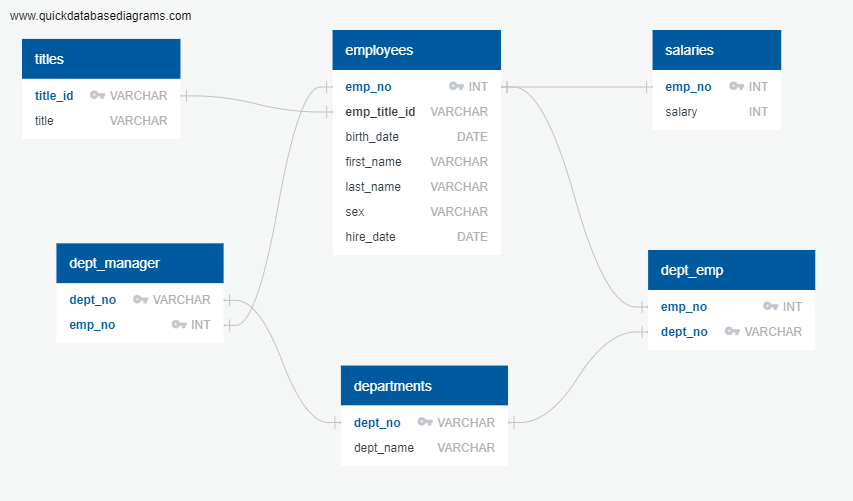 www.quickdatabasediagrams.com
titles
title_id VARCHAR
title VARCHAR
employees
emp_no INT
emp_title_id VARCHAR
birth_date DATE
first_name VARCHAR
last_name VARCHAR
sex VARCHAR
hire_date DATE
salaries
emp_no INT
salary INT
dept_manager
dept_no VARCHAR
emp_no INT
dept_emp
emp_no INT
dept_no VARCHAR
departments
dept_no VARCHAR
dept_name VARCHAR